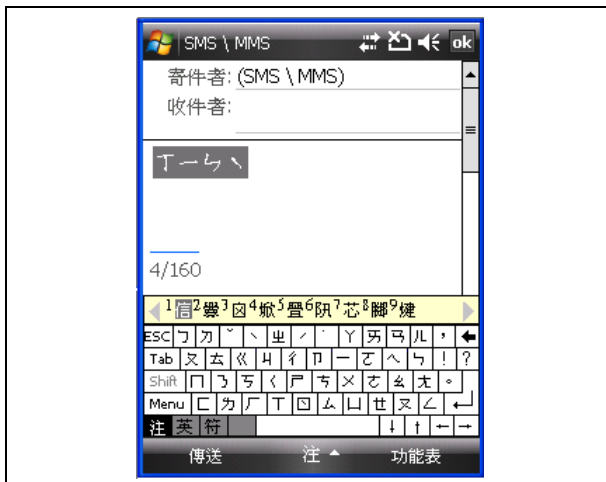 SMS \ MMS ok
寄件者: (SMS \ MMS)
收件者:
ㄒㄧㄣˋ
4/160
1信2釁3囟4焮5舋6阠7芯8脪9
ESC ㄅ ㄉ ˇ ˋ ㄓ ˊ ˙ ㄚ ㄞ ㄢ ㄦ , ←
Tab ㄆ ㄊ ㄍ ㄐ ㄔ ㄗ ㄧ ㄛ ㄟ ㄣ ! ?
Shift ㄇ ㄋ ㄎ ㄑ ㄕ ㄘ ㄨ ㄜ ㄠ ㄤ 。
Menu ㄈ ㄌ ㄏ ㄒ ㄖ ㄙ ㄩ ㄝ ㄡ ㄥ ↵
注 英 符 ↓ ↑ ← →
傳送 注 功能表